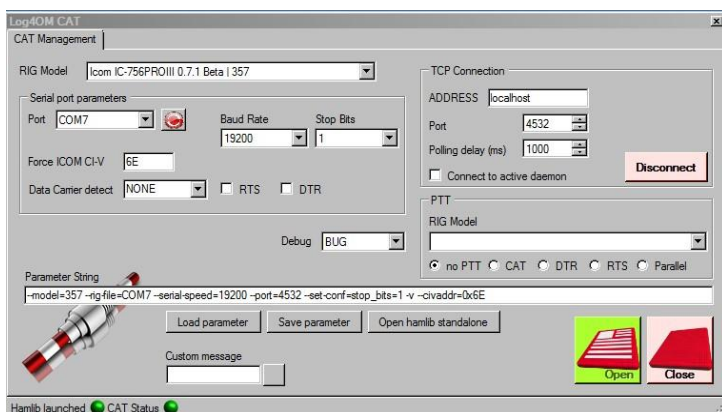 Log4OM CAT
CAT Management
RIG Model Icom IC-756PROIII 0.7.1 Beta | 357
Serial port parameters
Port COM7
Baud Rate
19200
Stop Bits
1
Force ICOM CI-V 6E
Data Carrier detect NONE RTS DTR
Debug BUG
TCP Connection
ADDRESS localhost
Port 4532
Polling delay (ms) 1000
Connect to active daemon
Disconnect
PTT
RIG Model
no PTT CAT DTR RTS Parallel
Parameter String
--model=357 --rig-file=COM7 --serial-speed=19200 --port=4532 --set-conf=stop_bits=1 -v --civaddr=0x6E
Load parameter Save parameter Open hamlib standalone
Custom message
Open Close
Hamlib launched CAT Status